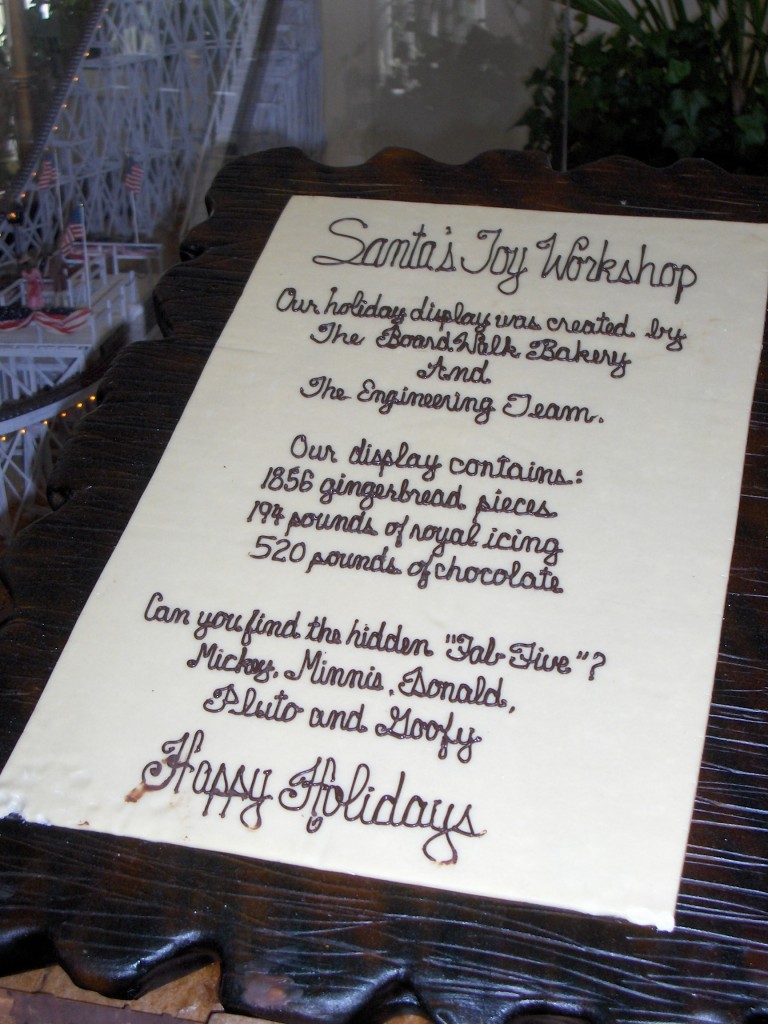 Santa's Toy Workshop
Our holiday display was created by
The BoardWalk Bakery
And
The Engineering Team.
Our display contains:
1856 gingerbread pieces
194 pounds of royal icing
520 pounds of chocolate
Can you find the hidden "Fab Five"?
Mickey, Minnie, Donald,
Pluto and Goofy
Happy Holidays